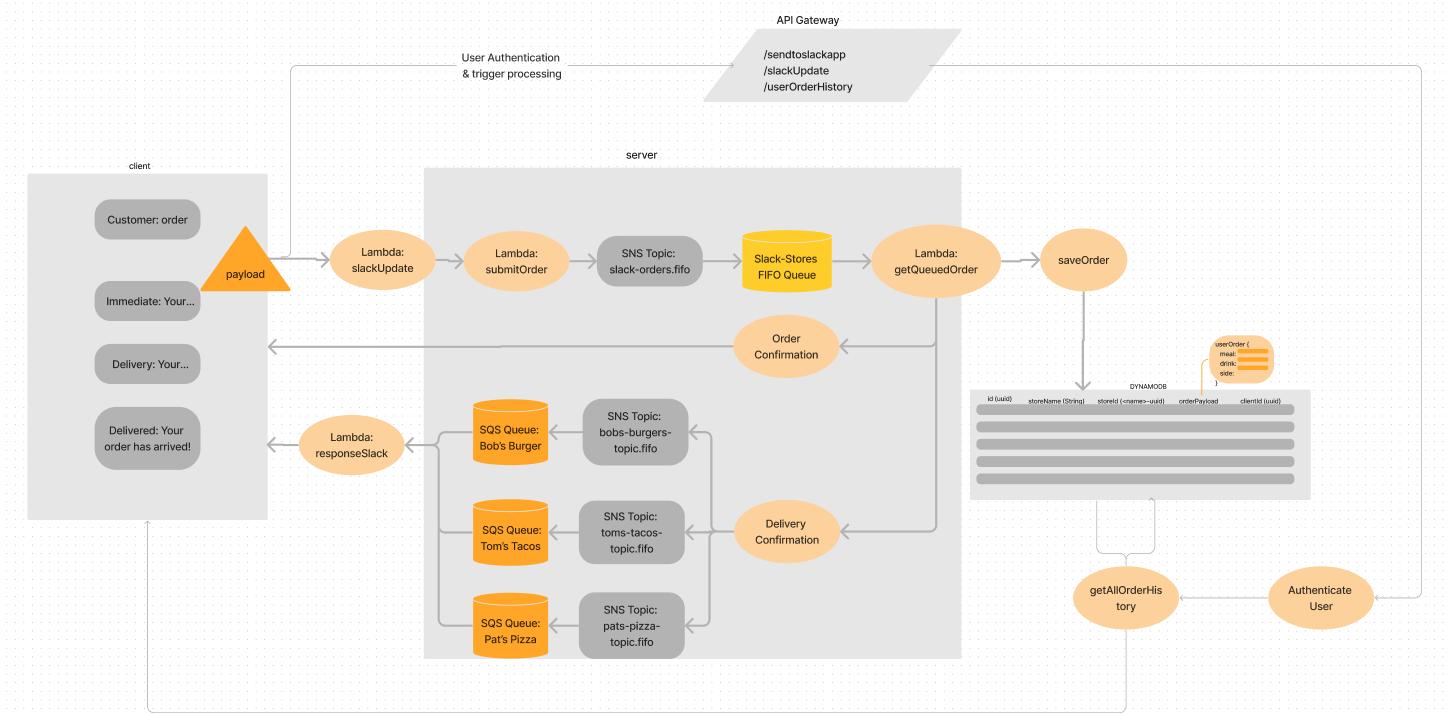 API Gateway
/sendtoslackapp
/slackUpdate
/userOrderHistory
User Authentication
& trigger processing
client
server
Customer: order
payload
Immediate: Your...
Delivery: Your...
Delivered: Your
order has arrived!
Lambda:
slackUpdate
Lambda:
submitOrder
SNS Topic:
slack-orders.fifo
Slack-Stores
FIFO Queue
Lambda:
getQueuedOrder
saveOrder
Order
Confirmation
userOrder {
meal:
drink:
side:
}
DYNAMODB
id (uuid)
storeName (String)
storeId (<name>-uuid)
orderPayload
clientId (uuid)
Lambda:
responseSlack
SQS Queue:
Bob's Burger
SNS Topic:
bobs-burgers-
topic.fifo
SQS Queue:
Tom's Tacos
SNS Topic:
toms-tacos-
topic.fifo
Delivery
Confirmation
SQS Queue:
Pat's Pizza
SNS Topic:
pats-pizza-
topic.fifo
getAllOrderHis
tory
Authenticate
User